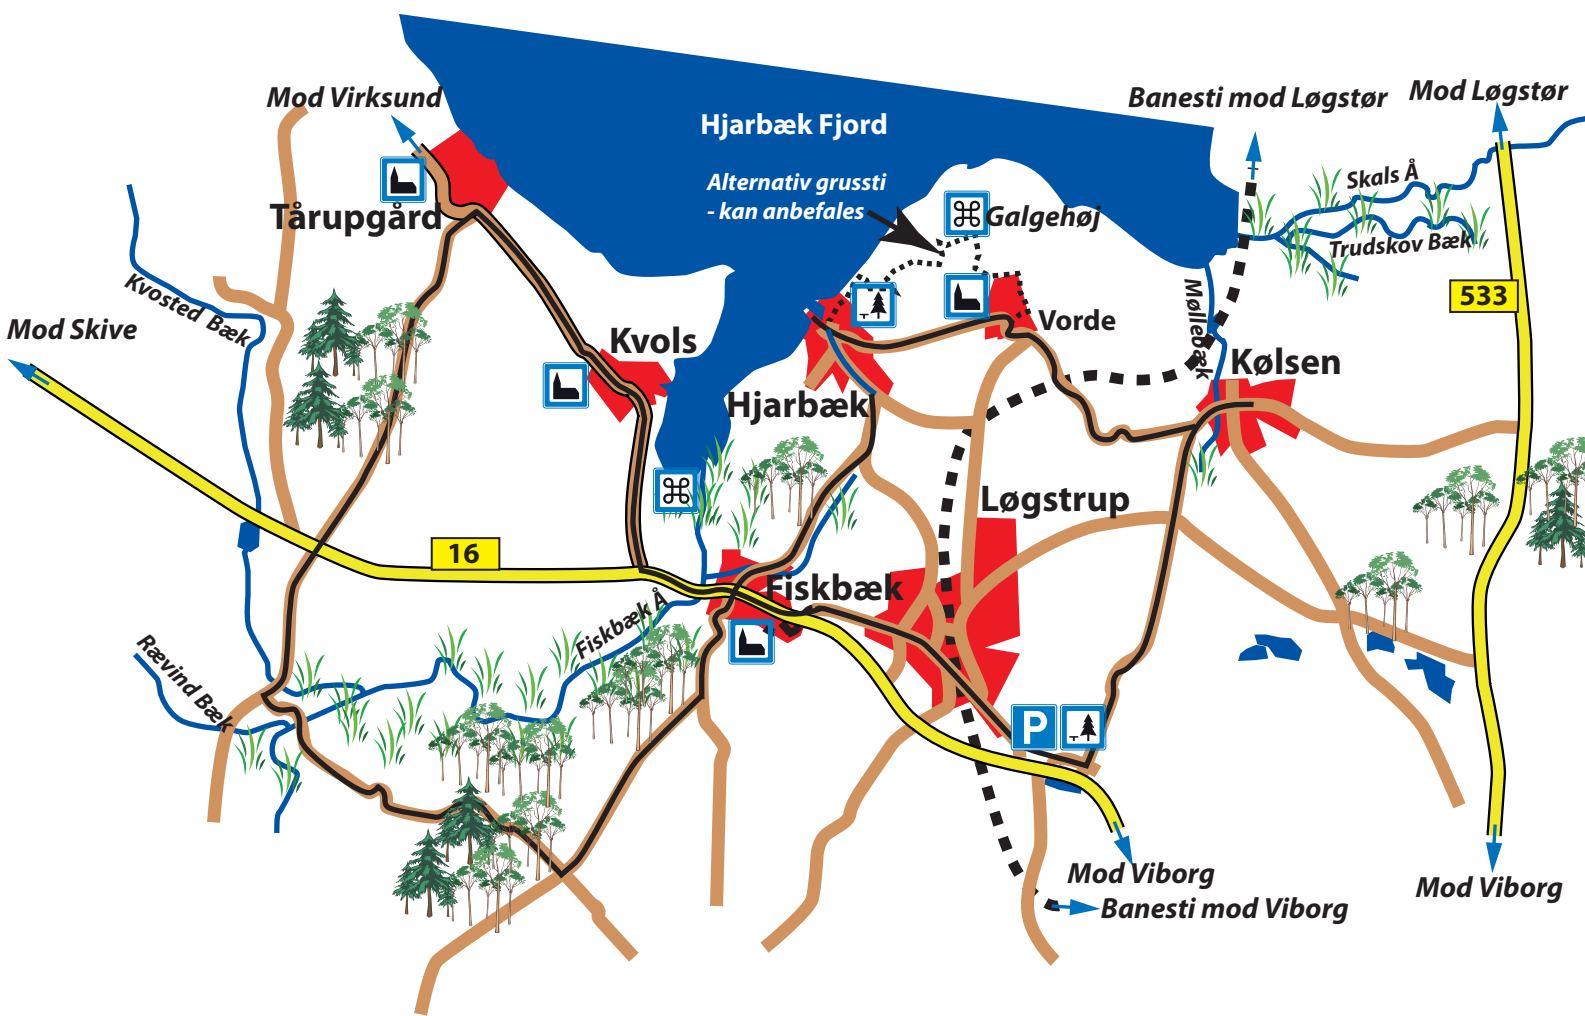 Mod Virksund
Banesti mod Løgstør
Mod Løgstør
Hjarbæk Fjord
Alternativ grussti
- kan anbefales
Skals Å
Galgehøj
Tårupgård
Trudskov Bæk
Kvosted Bæk
Møllebæk
533
Mod Skive
Vorde
Kvols
Kølsen
Hjarbæk
Løgstrup
16
Fiskbæk
Fiskbæk Å
Rævind Bæk
P
Mod Viborg
Banesti mod Viborg
Mod Viborg